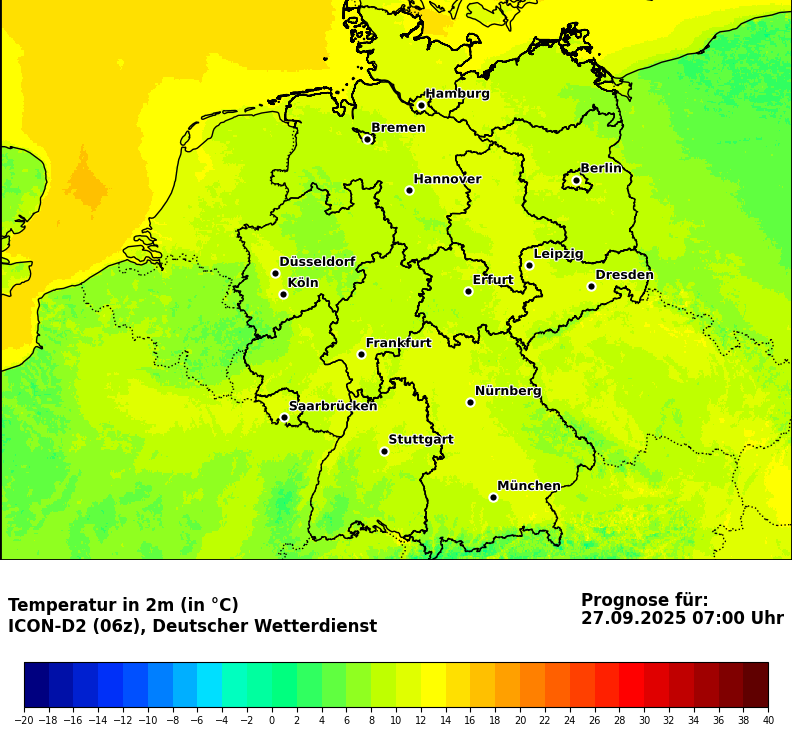 Hamburg
Bremen
Berlin
Hannover
Leipzig
Düsseldorf
Dresden
Köln
Erfurt
Frankfurt
Nürnberg
Saarbrücken
Stuttgart
München
Temperatur in 2m (in °C)
ICON-D2 (06z), Deutscher Wetterdienst
Prognose für:
27.09.2025 07:00 Uhr
−20 −18 −16 −14 −12 −10 −8 −6 −4 −2 0 2 4 6 8 10 12 14 16 18 20 22 24 26 28 30 32 34 36 38 40